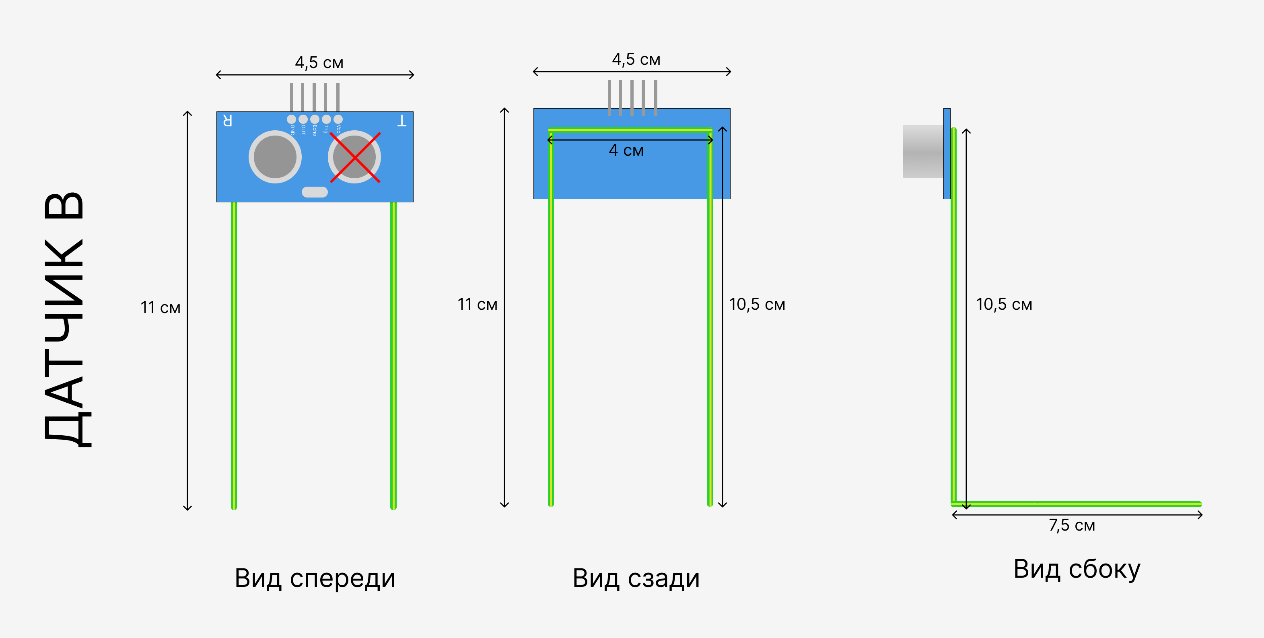 ДАТЧИК В
4,5 см
R
T
11 см
Вид спереди
4,5 см
4 см
11 см
10,5 см
Вид сзади
10,5 см
7,5 см
Вид сбоку